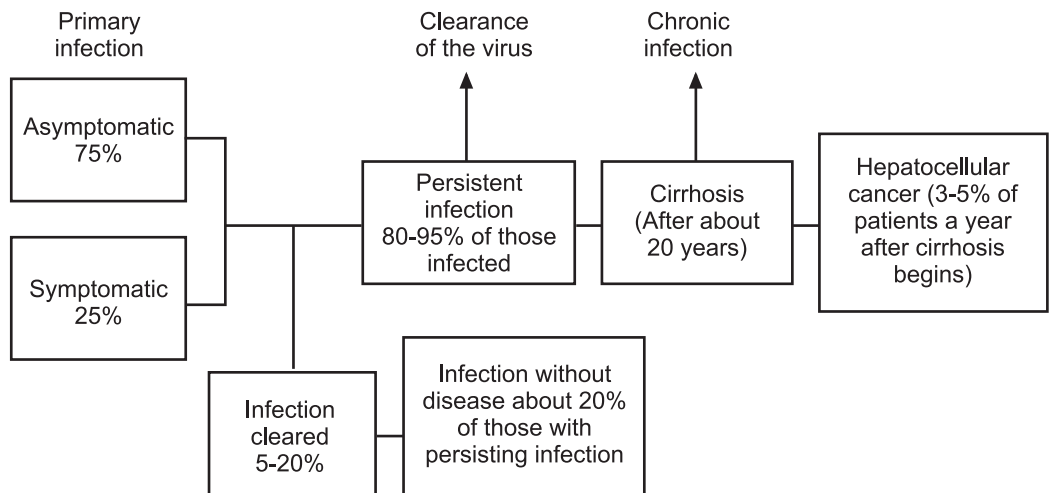 Primary
infection
Clearance
of the virus
Chronic
infection
Asymptomatic
75%
Symptomatic
25%
Persistent
infection
80-95% of those
infected
Cirrhosis
(After about
20 years)
Hepatocellular
cancer (3-5% of
patients a year
after cirrhosis
begins)
Infection
cleared
5-20%
Infection without
disease about 20%
of those with
persisting infection